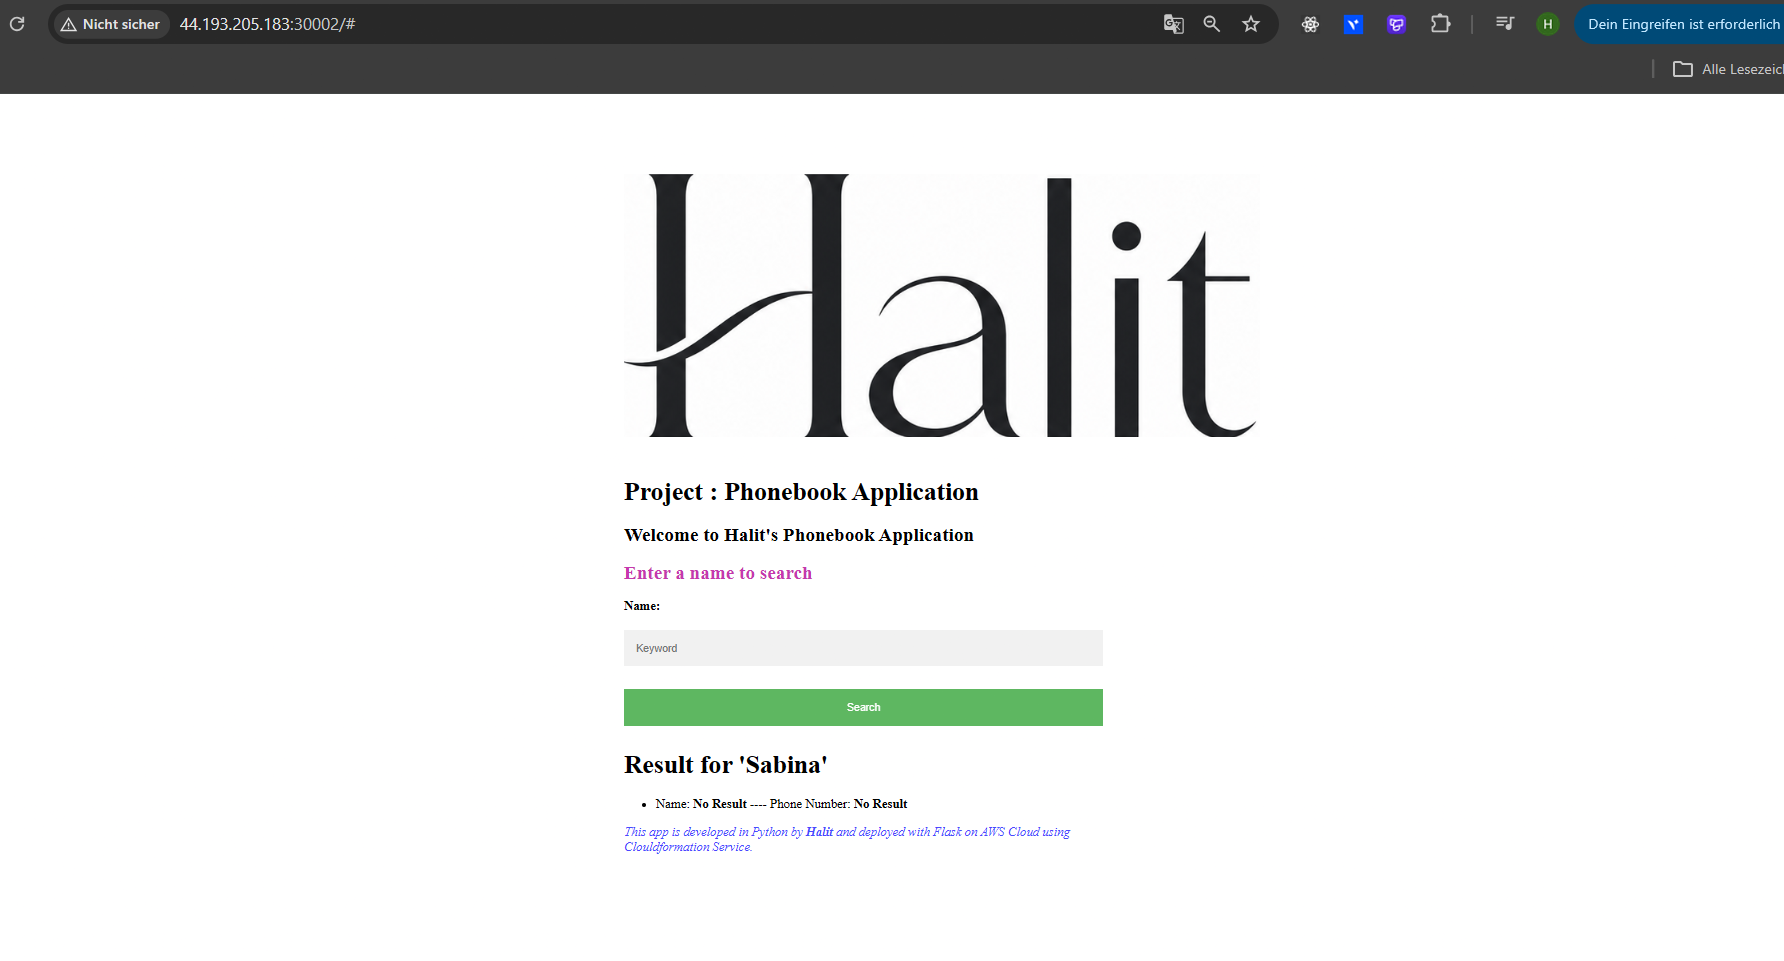 Nicht sicher
44.193.205.183:30002/#
H
Dein Eingreifen ist erforderlich
Alle Lesezeic
Halit
Project : Phonebook Application
Welcome to Halit's Phonebook Application
Enter a name to search
Name:
Keyword
Search
Result for 'Sabina'
• Name: No Result ---- Phone Number: No Result
This app is developed in Python by Halit and deployed with Flask on AWS Cloud using
Clouldformation Service.